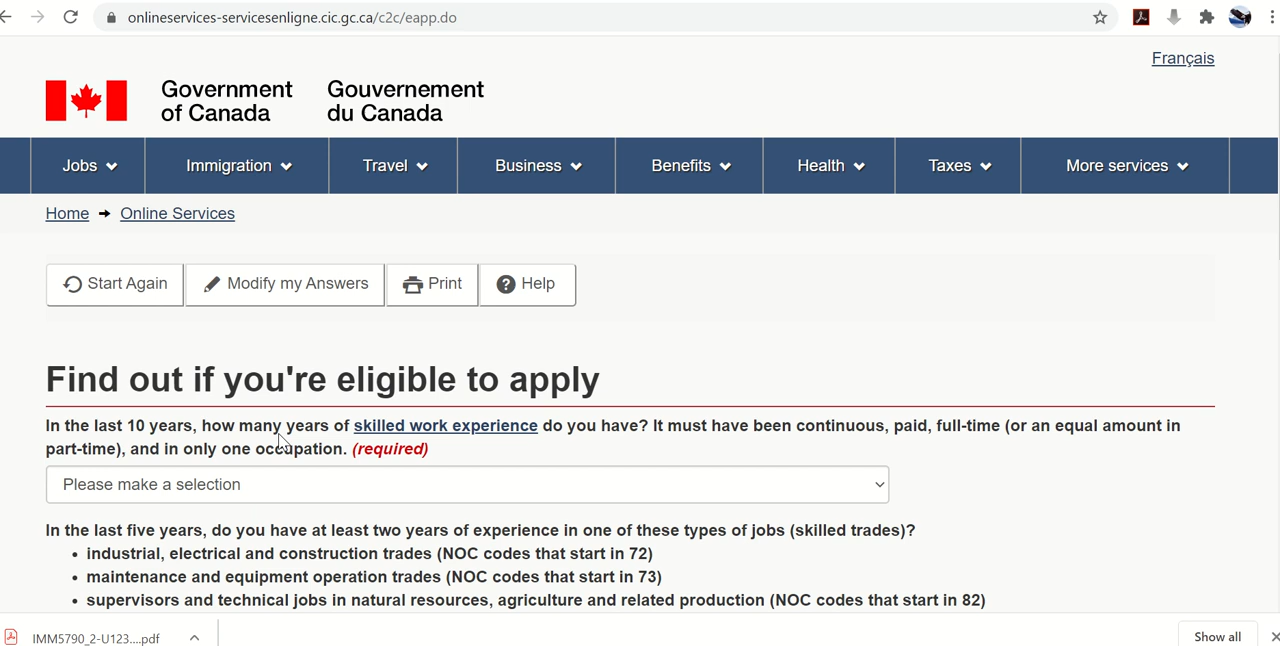 onlineservices-servicesenligne.cic.gc.ca/c2c/eapp.do
Français
Government of Canada
Gouvernement du Canada
Jobs Immigration Travel Business Benefits Health Taxes More services
Home Online Services
Start Again Modify my Answers Print Help
Find out if you're eligible to apply
In the last 10 years, how many years of skilled work experience do you have? It must have been continuous, paid, full-time (or an equal amount in
part-time), and in only one occupation. (required)
Please make a selection
In the last five years, do you have at least two years of experience in one of these types of jobs (skilled trades)?
• industrial, electrical and construction trades (NOC codes that start in 72)
• maintenance and equipment operation trades (NOC codes that start in 73)
• supervisors and technical jobs in natural resources, agriculture and related production (NOC codes that start in 82)
IMM5790_2-U123....pdf Show all